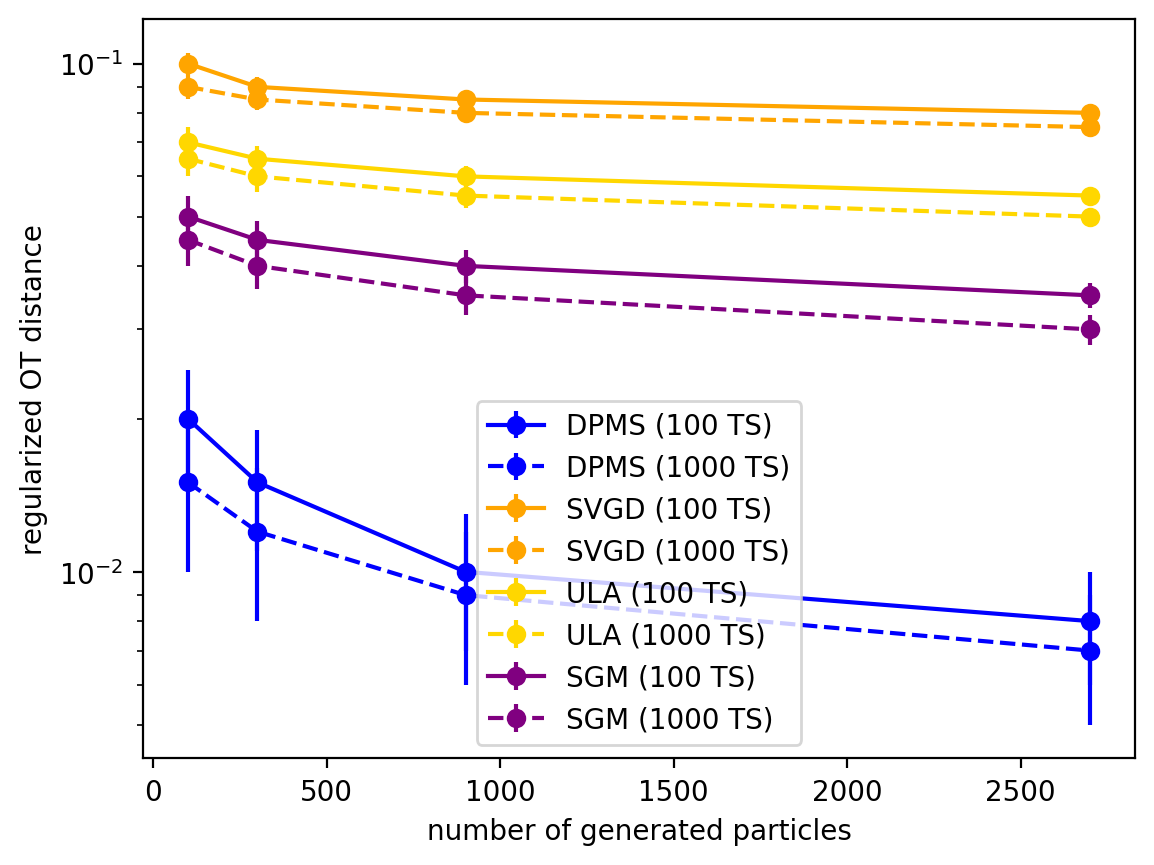 10⁻¹
10⁻²
regularized OT distance
DPMS (100 TS)
DPMS (1000 TS)
SVGD (100 TS)
SVGD (1000 TS)
ULA (100 TS)
ULA (1000 TS)
SGM (100 TS)
SGM (1000 TS)
0 500 1000 1500 2000 2500
number of generated particles